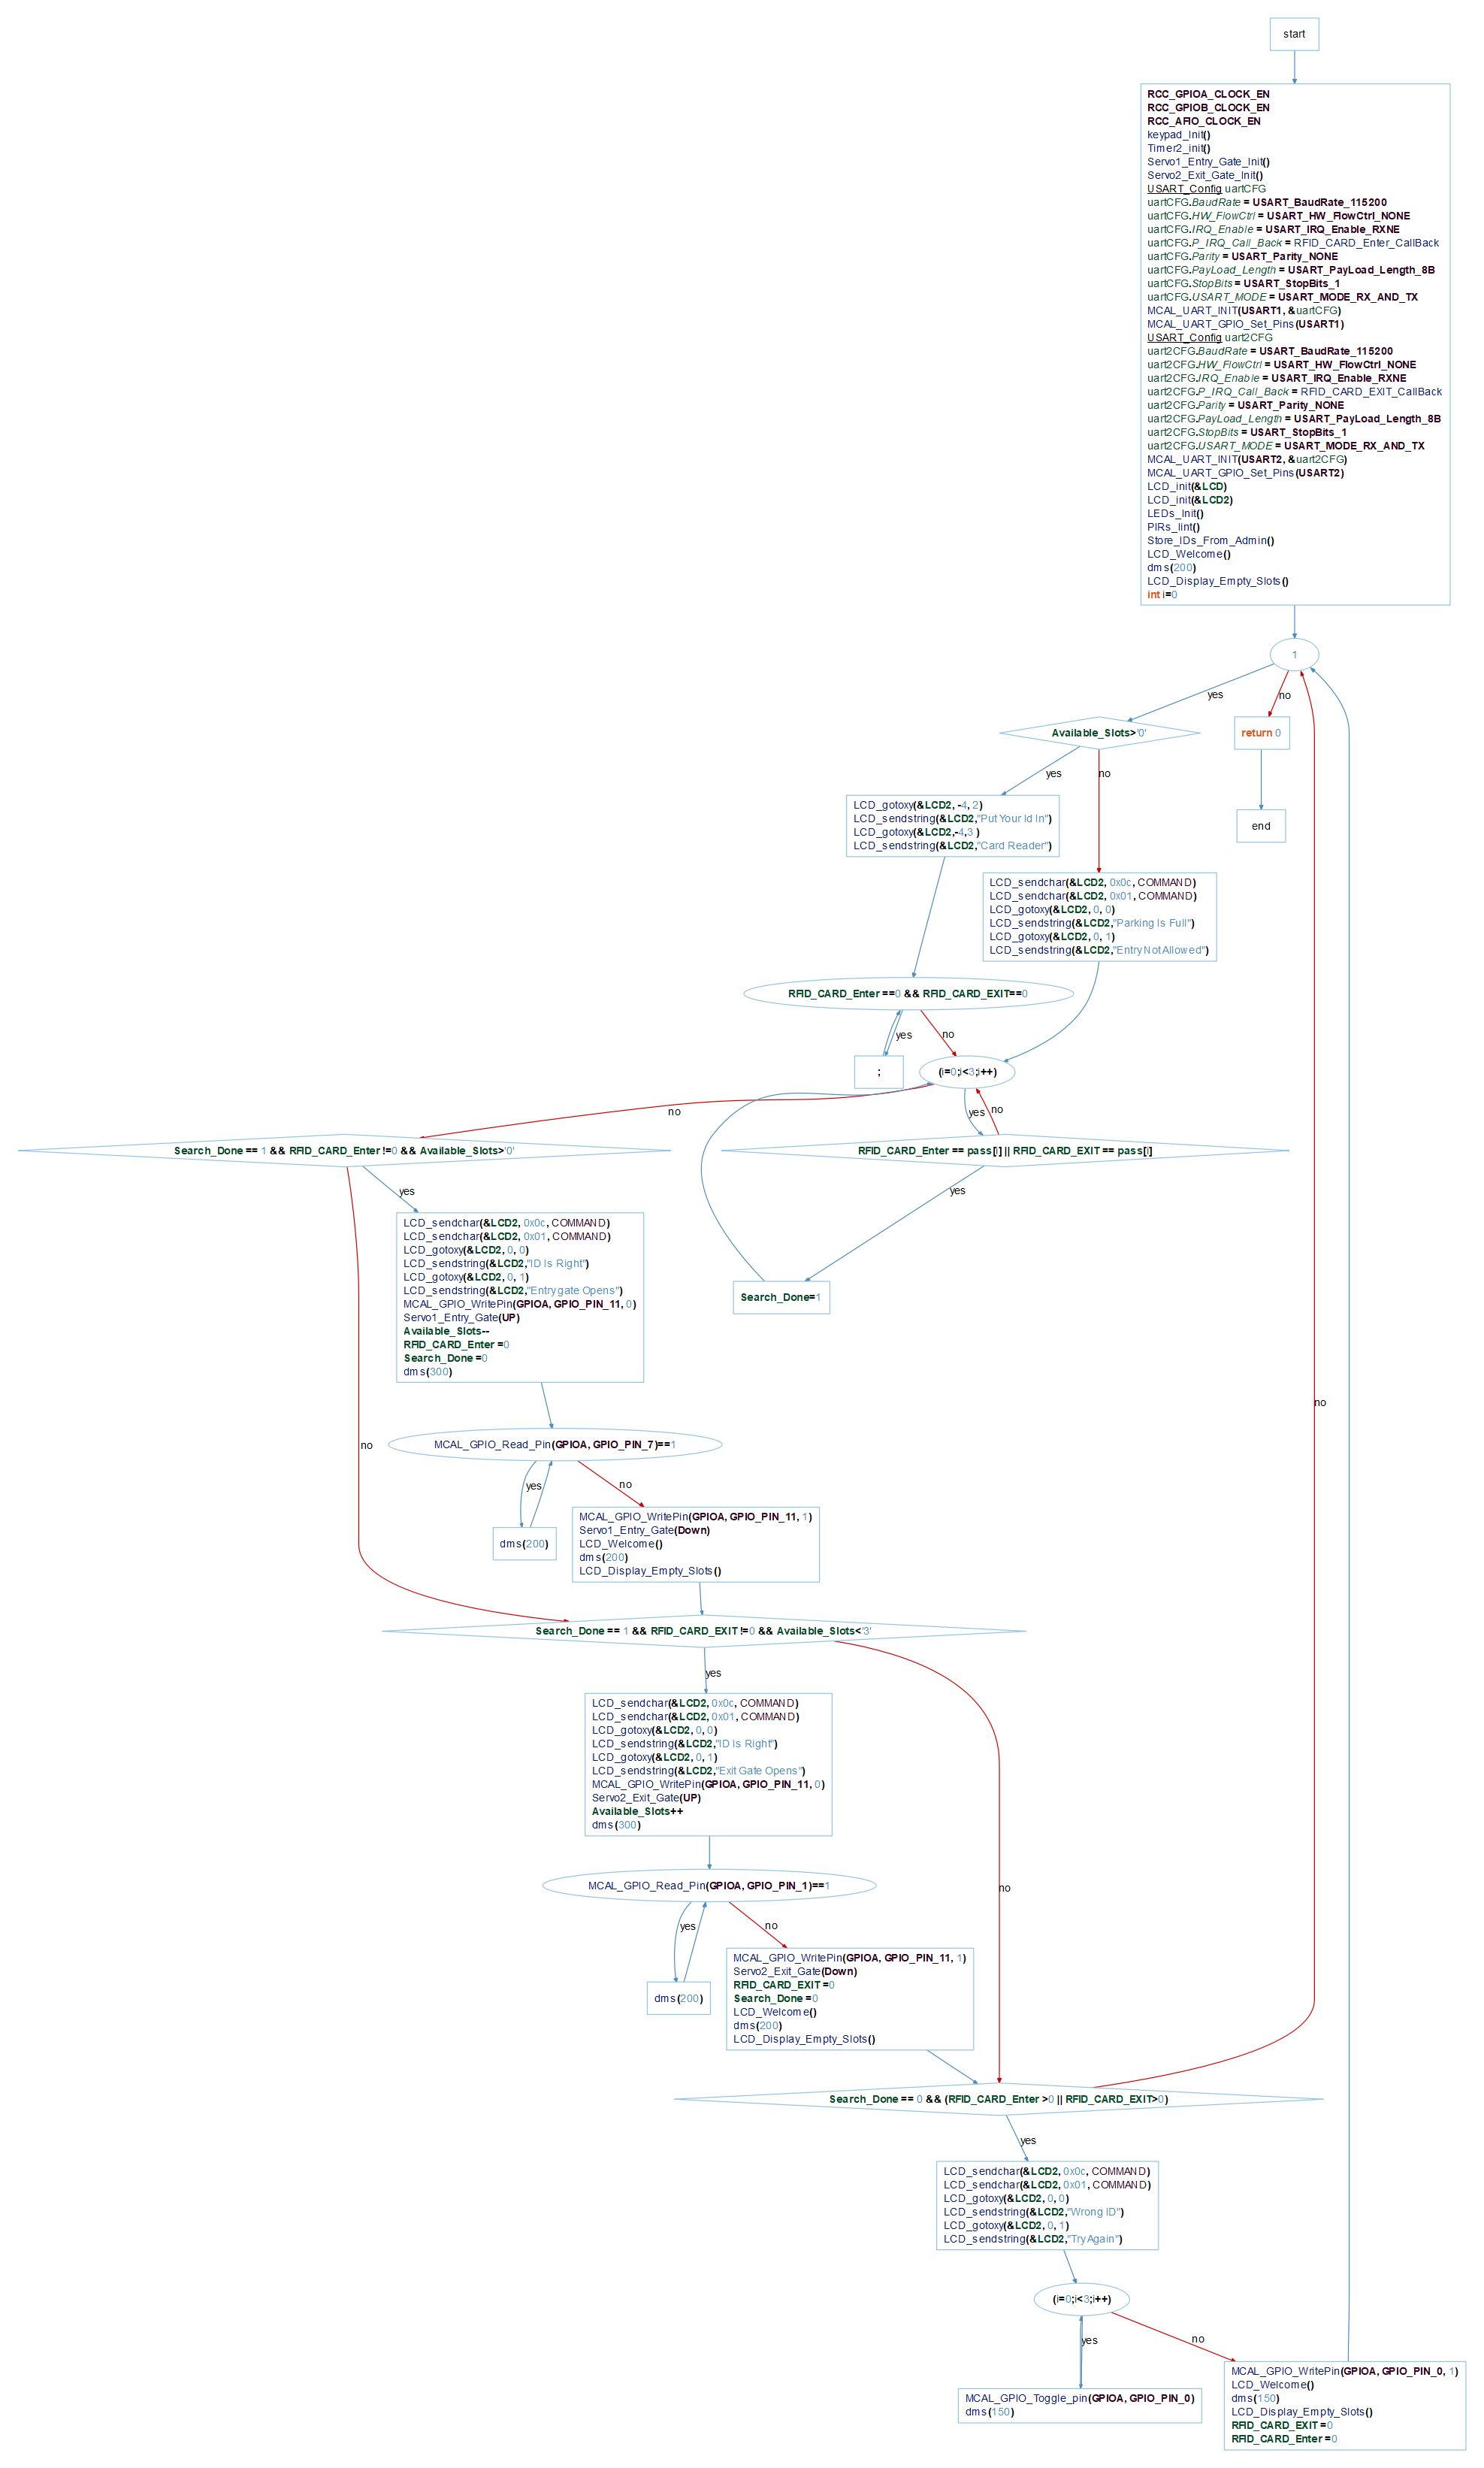 start
RCC_GPIOA_CLOCK_EN
RCC_GPIOB_CLOCK_EN
RCC_AFIO_CLOCK_EN
keypad_Init()
Timer2_init()
Servo1_Entry_Gate_Init()
Servo2_Exit_Gate_Init()
USART_Config uartCFG
uartCFG.BaudRate = USART_BaudRate_115200
uartCFG.HW_FlowCtrl = USART_HW_FlowCtrl_NONE
uartCFG.IRQ_Enable = USART_IRQ_Enable_RXNE
uartCFG.P_IRQ_Call_Back = RFID_CARD_Enter_CallBack
uartCFG.Parity = USART_Parity_NONE
uartCFG.PayLoad_Length = USART_PayLoad_Length_8B
uartCFG.StopBits = USART_StopBits_1
uartCFG.USART_MODE = USART_MODE_RX_AND_TX
MCAL_UART_INIT(USART1, &uartCFG)
MCAL_UART_GPIO_Set_Pins(USART1)
USART_Config uart2CFG
uart2CFG.BaudRate = USART_BaudRate_115200
uart2CFG.HW_FlowCtrl = USART_HW_FlowCtrl_NONE
uart2CFG.IRQ_Enable = USART_IRQ_Enable_RXNE
uart2CFG.P_IRQ_Call_Back = RFID_CARD_EXIT_CallBack
uart2CFG.Parity = USART_Parity_NONE
uart2CFG.PayLoad_Length = USART_PayLoad_Length_8B
uart2CFG.StopBits = USART_StopBits_1
uart2CFG.USART_MODE = USART_MODE_RX_AND_TX
MCAL_UART_INIT(USART2, &uart2CFG)
MCAL_UART_GPIO_Set_Pins(USART2)
LCD_init(&LCD)
LCD_init(&LCD2)
LEDs_Init()
PIRs_Iint()
Store_IDs_From_Admin()
LCD_Welcome()
dms(200)
LCD_Display_Empty_Slots()
int i=0
1
yes
no
Available_Slots>'0'
return 0
yes
no
LCD_gotoxy(&LCD2, -4, 2)
LCD_sendstring(&LCD2,"Put Your Id In")
LCD_gotoxy(&LCD2,-4,3 )
LCD_sendstring(&LCD2,"Card Reader")
end
LCD_sendchar(&LCD2, 0x0c, COMMAND)
LCD_sendchar(&LCD2, 0x01, COMMAND)
LCD_gotoxy(&LCD2, 0, 0)
LCD_sendstring(&LCD2,"Parking Is Full")
LCD_gotoxy(&LCD2, 0, 1)
LCD_sendstring(&LCD2,"Entry Not Allowed")
RFID_CARD_Enter ==0 && RFID_CARD_EXIT==0
yes
no
;
(i=0;i<3;i++)
no
yes
no
Search_Done == 1 && RFID_CARD_Enter !=0 && Available_Slots>'0'
RFID_CARD_Enter == pass[i] || RFID_CARD_EXIT == pass[i]
yes
yes
LCD_sendchar(&LCD2, 0x0c, COMMAND)
LCD_sendchar(&LCD2, 0x01, COMMAND)
LCD_gotoxy(&LCD2, 0, 0)
LCD_sendstring(&LCD2,"ID Is Right")
LCD_gotoxy(&LCD2, 0, 1)
LCD_sendstring(&LCD2,"Entry gate Opens")
MCAL_GPIO_WritePin(GPIOA, GPIO_PIN_11, 0)
Servo1_Entry_Gate(UP)
Available_Slots--
RFID_CARD_Enter =0
Search_Done =0
dms(300)
Search_Done=1
no
no
MCAL_GPIO_Read_Pin(GPIOA, GPIO_PIN_7)==1
yes
no
dms(200)
MCAL_GPIO_WritePin(GPIOA, GPIO_PIN_11, 1)
Servo1_Entry_Gate(Down)
LCD_Welcome()
dms(200)
LCD_Display_Empty_Slots()
Search_Done == 1 && RFID_CARD_EXIT !=0 && Available_Slots<'3'
yes
LCD_sendchar(&LCD2, 0x0c, COMMAND)
LCD_sendchar(&LCD2, 0x01, COMMAND)
LCD_gotoxy(&LCD2, 0, 0)
LCD_sendstring(&LCD2,"ID Is Right")
LCD_gotoxy(&LCD2, 0, 1)
LCD_sendstring(&LCD2,"Exit Gate Opens")
MCAL_GPIO_WritePin(GPIOA, GPIO_PIN_11, 0)
Servo2_Exit_Gate(UP)
Available_Slots++
dms(300)
MCAL_GPIO_Read_Pin(GPIOA, GPIO_PIN_1)==1
no
yes
no
dms(200)
MCAL_GPIO_WritePin(GPIOA, GPIO_PIN_11, 1)
Servo2_Exit_Gate(Down)
RFID_CARD_EXIT =0
Search_Done =0
LCD_Welcome()
dms(200)
LCD_Display_Empty_Slots()
Search_Done == 0 && (RFID_CARD_Enter >0 || RFID_CARD_EXIT>0)
yes
LCD_sendchar(&LCD2, 0x0c, COMMAND)
LCD_sendchar(&LCD2, 0x01, COMMAND)
LCD_gotoxy(&LCD2, 0, 0)
LCD_sendstring(&LCD2,"Wrong ID")
LCD_gotoxy(&LCD2, 0, 1)
LCD_sendstring(&LCD2,"Try Again")
(i=0;i<3;i++)
yes
no
MCAL_GPIO_Toggle_pin(GPIOA, GPIO_PIN_0)
dms(150)
MCAL_GPIO_WritePin(GPIOA, GPIO_PIN_0, 1)
LCD_Welcome()
dms(150)
LCD_Display_Empty_Slots()
RFID_CARD_EXIT =0
RFID_CARD_Enter =0